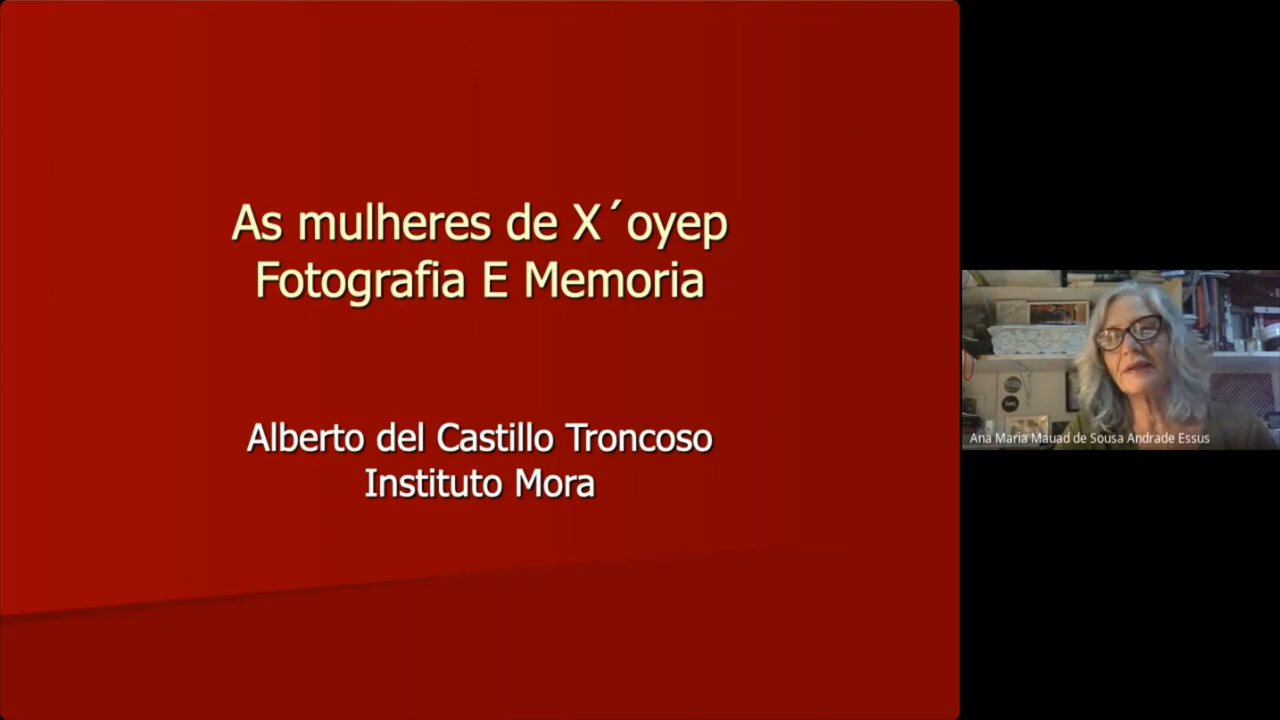 As mulheres de X´oyep
Fotografia E Memoria
Alberto del Castillo Troncoso
Instituto Mora
Ana Maria Mauad de Sousa Andrade Essus